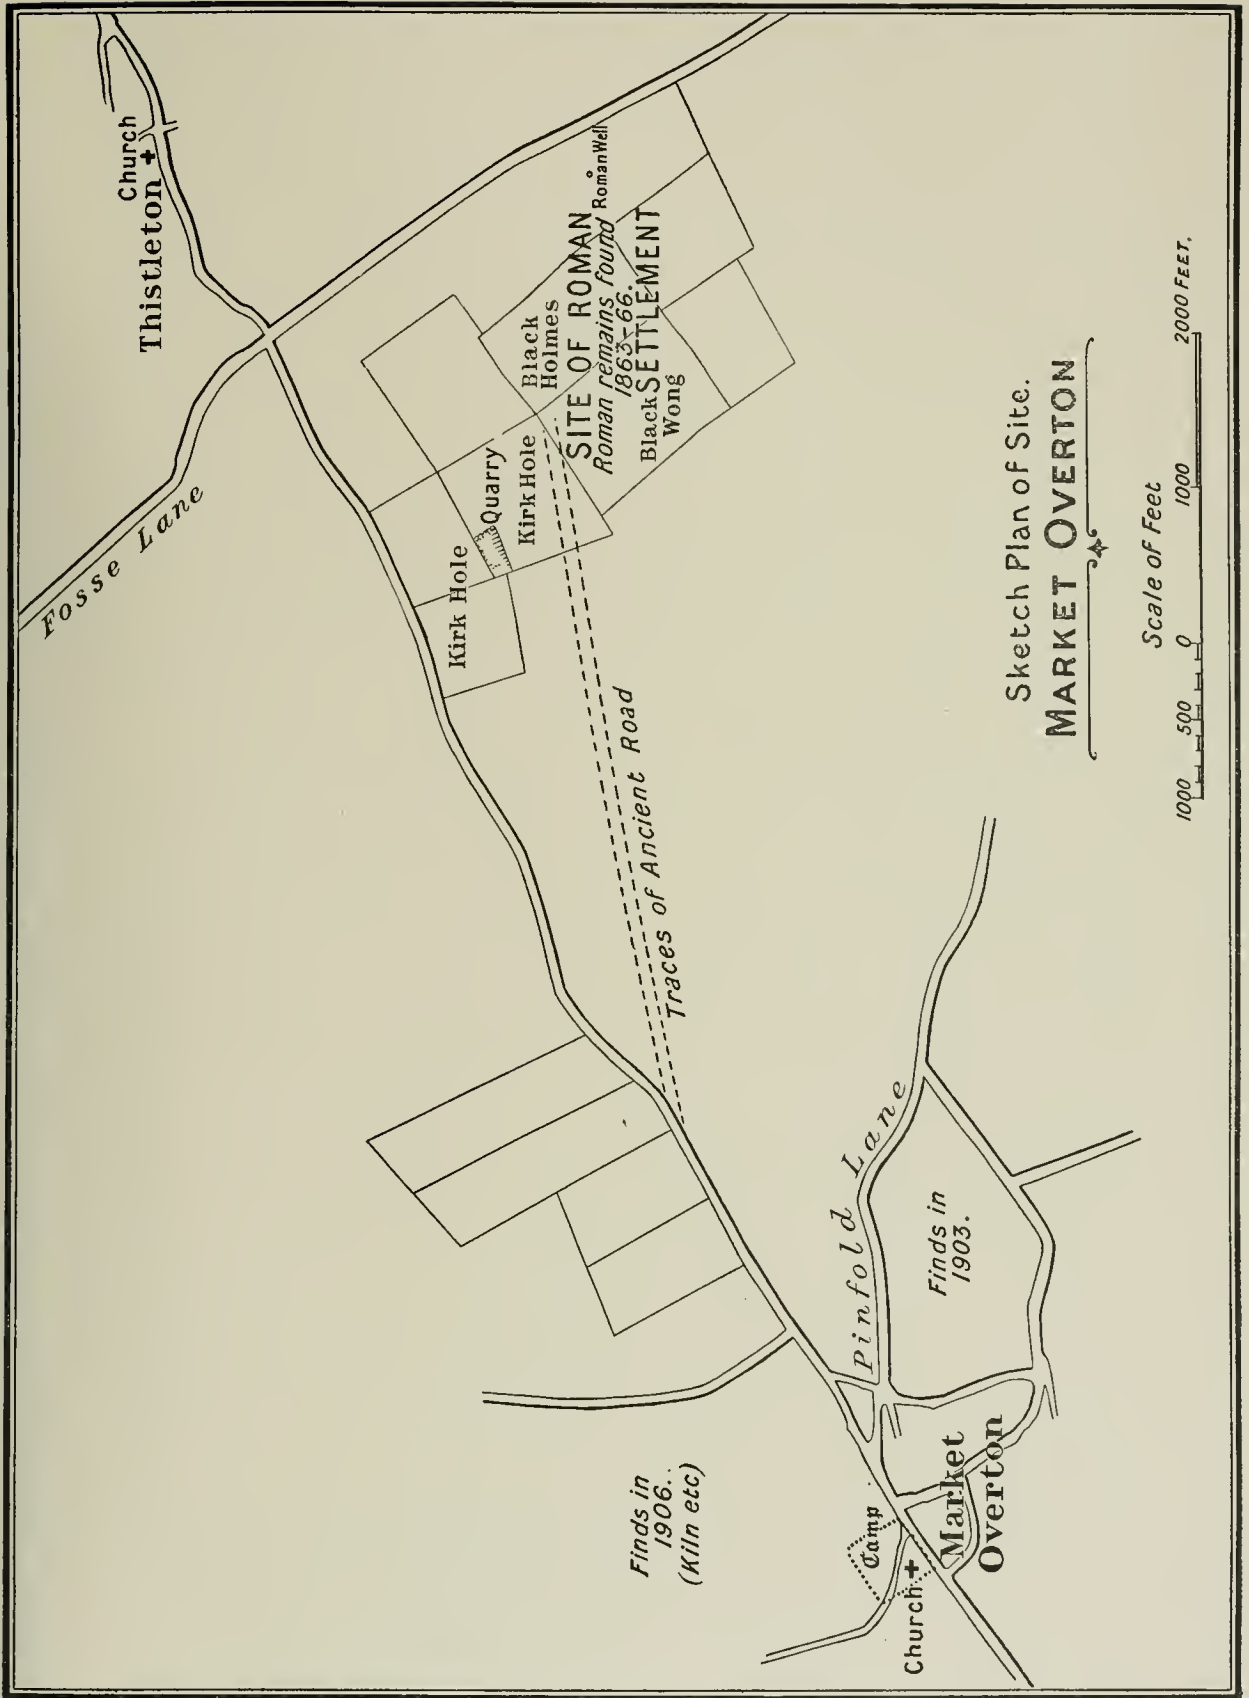 Church
Thistleton
Fosse Lane
Kirk Hole
Quarry
Kirk Hole
Black
Holmes
SITE OF ROMAN
Roman remains found
1863-66.
SETTLEMENT
Roman Well
Black
Wong
Traces of Ancient Road
Finds in
1906.
(Kiln etc)
Pinfold Lane
Finds in
1903.
Camp
Church
Market
Overton
Sketch Plan of Site.
MARKET OVERTON
Scale of Feet
1000 500 0 1000 2000 FEET.